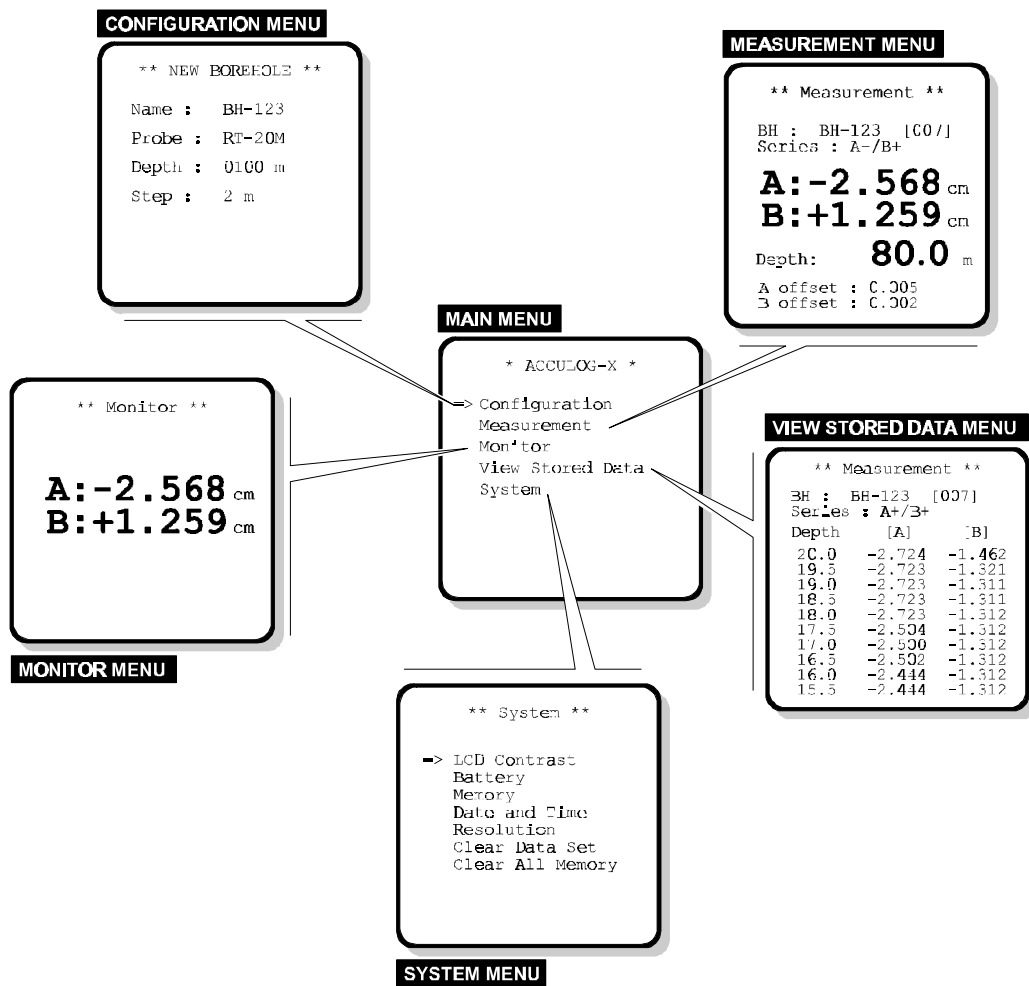 CONFIGURATION MENU
** NEW BOREHOLE **
Name : BH-123
Probe : RT-20M
Depth : 0100 m
Step : 2 m
MEASUREMENT MENU
** Measurement **
BH : BH-123 [007]
Series : A-/B+
A:-2.568 cm
B:+1.259 cm
Depth: 80.0 m
A offset : 0.005
B offset : 0.002
MAIN MENU
* ACCULOG-X *
=> Configuration
Measurement
Monitor
View Stored Data
System
** Monitor **
A:-2.568 cm
B:+1.259 cm
MONITOR MENU
VIEW STORED DATA MENU
** Measurement **
BH : BH-123 [007]
Series : A+/B+
Depth [A] [B]
20.0 -2.724 -1.462
19.5 -2.723 -1.321
19.0 -2.723 -1.311
18.5 -2.723 -1.311
18.0 -2.723 -1.312
17.5 -2.504 -1.312
17.0 -2.500 -1.312
16.5 -2.502 -1.312
16.0 -2.444 -1.312
15.5 -2.444 -1.312
** System **
=> LCD Contrast
Battery
Memory
Date and Time
Resolution
Clear Data Set
Clear All Memory
SYSTEM MENU